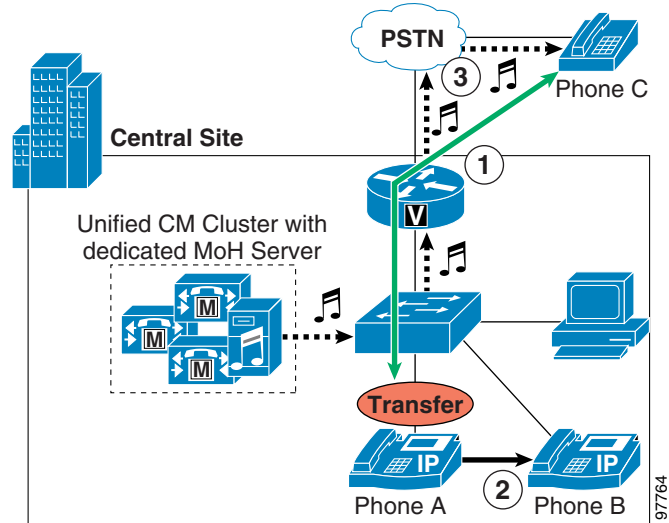 PSTN
3
Phone C
Central Site
1
V
Unified CM Cluster with
dedicated MoH Server
M
M
M
Transfer
IP
IP
2
Phone A
Phone B
97764